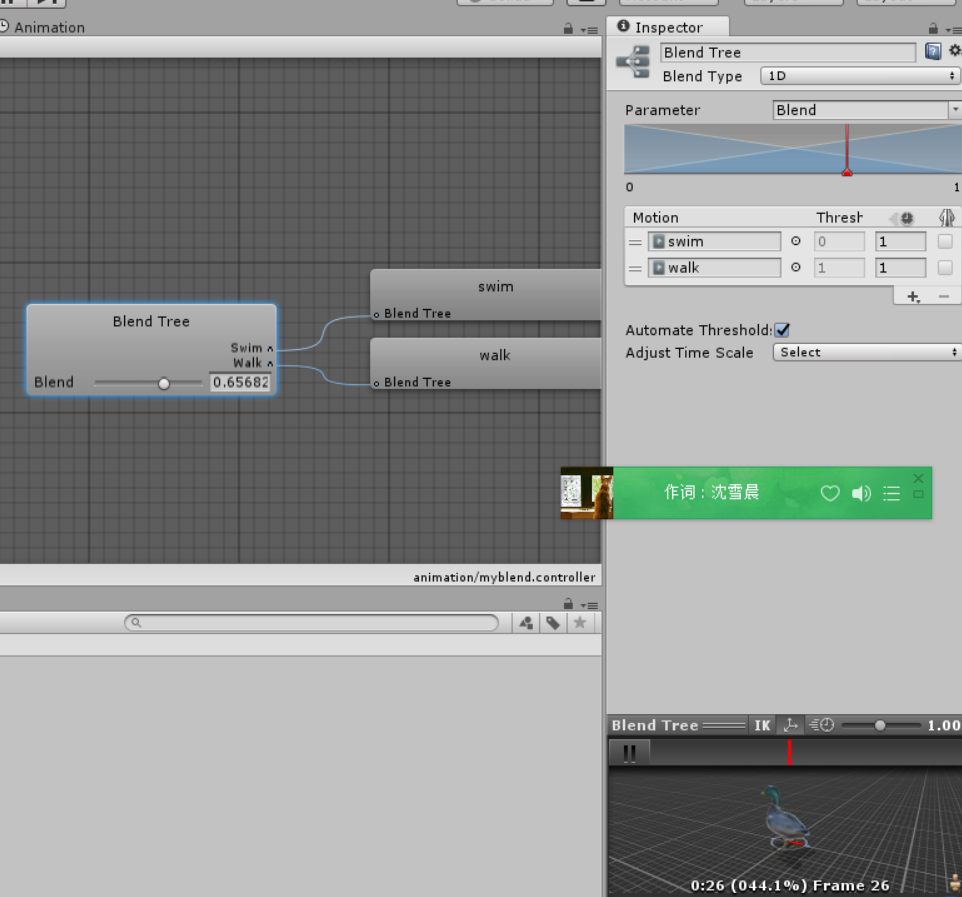 Animation
Inspector
Blend Tree
Blend Type 1D
Parameter Blend
0 1
Motion Thresh
swim 0 1
walk 1 1
Automate Threshold:
Adjust Time Scale Select
Blend Tree
Swim
Walk
Blend 0.65682
swim
Blend Tree
walk
Blend Tree
作词：沈雪晨
animation/myblend.controller
Blend Tree IK 1.00
0:26 (044.1%) Frame 26